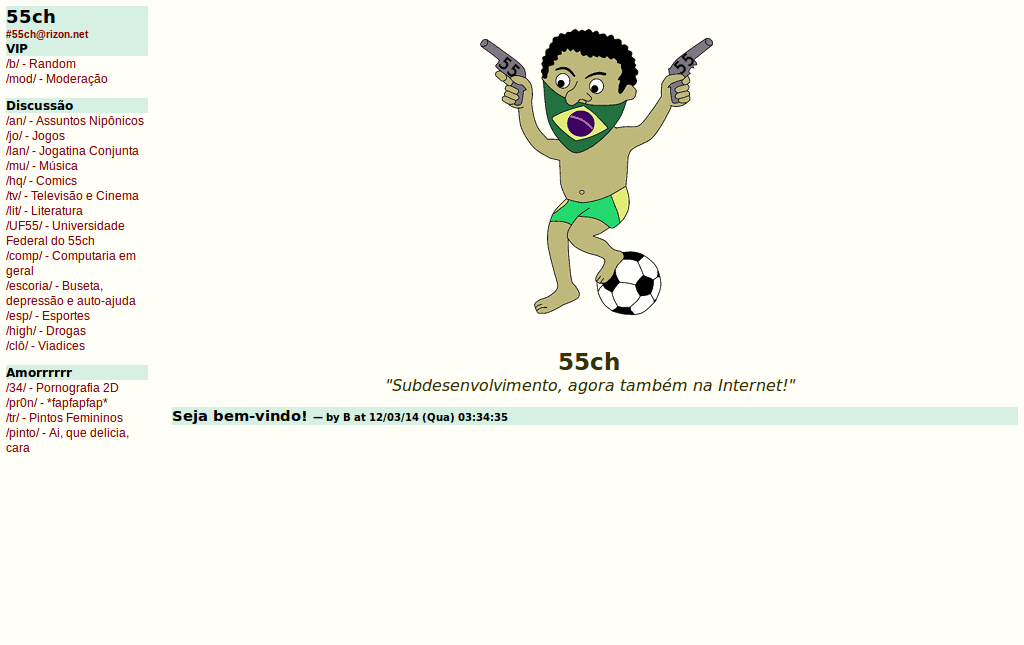 55ch
#55ch@rizon.net
VIP
/b/ - Random
/mod/ - Moderação
Discussão
/an/ - Assuntos Nipônicos
/jo/ - Jogos
/lan/ - Jogatina Conjunta
/mu/ - Música
/hq/ - Comics
/tv/ - Televisão e Cinema
/lit/ - Literatura
/UF55/ - Universidade
Federal do 55ch
/comp/ - Computaria em
geral
/escoria/ - Buseta,
depressão e auto-ajuda
/esp/ - Esportes
/high/ - Drogas
/clô/ - Viadices
Amorrrrrr
/34/ - Pornografia 2D
/pr0n/ - *fapfapfap*
/tr/ - Pintos Femininos
/pinto/ - Ai, que delicia,
cara
55
55
55ch
"Subdesenvolvimento, agora também na Internet!"
Seja bem-vindo! — by B at 12/03/14 (Qua) 03:34:35